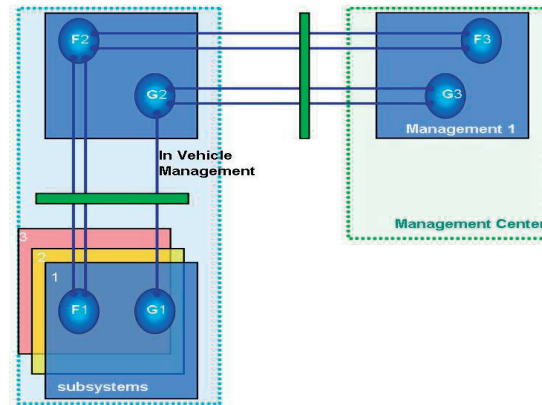 F2
F3
G2
G3
Management 1
In Vehicle
Management
Management Center
3
2
1
F1
G1
subsystems